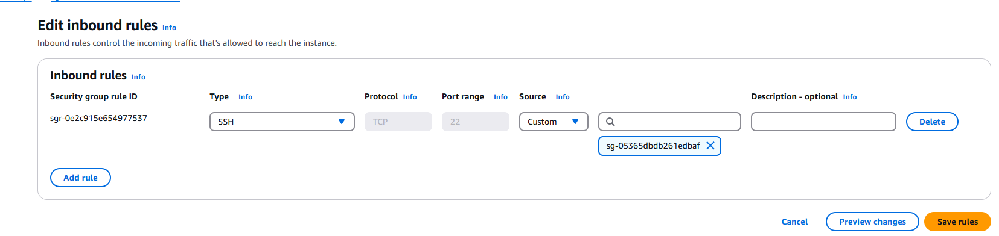 Edit inbound rules Info
Inbound rules control the incoming traffic that's allowed to reach the instance.
Inbound rules Info
Security group rule ID Type Info Protocol Info Port range Info Source Info Description - optional Info
sgr-0e2c915e654977537 SSH TCP 22 Custom Delete
sg-05365dbdb261edbaf
Add rule
Cancel Preview changes Save rules